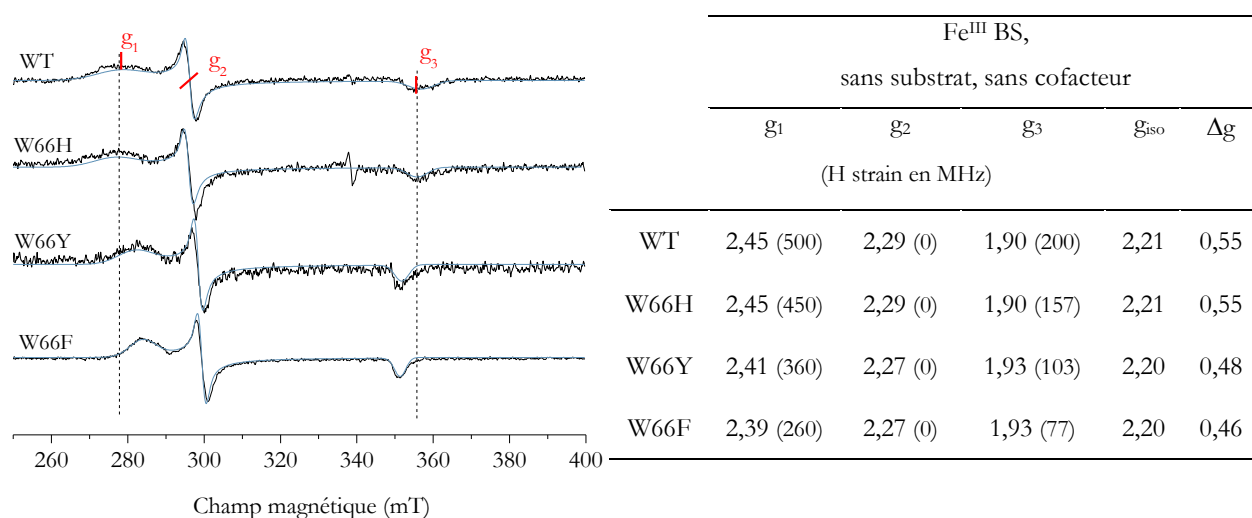 g₁
WT
g₂
g₃
W66H
W66Y
W66F
260 280 300 320 340 360 380 400
Champ magnétique (mT)
Feᴵᴵᴵ BS,
sans substrat, sans cofacteur
g₁ g₂ g₃ gᵢₛₒ Δg
(H strain en MHz)
WT 2,45 (500) 2,29 (0) 1,90 (200) 2,21 0,55
W66H 2,45 (450) 2,29 (0) 1,90 (157) 2,21 0,55
W66Y 2,41 (360) 2,27 (0) 1,93 (103) 2,20 0,48
W66F 2,39 (260) 2,27 (0) 1,93 (77) 2,20 0,46